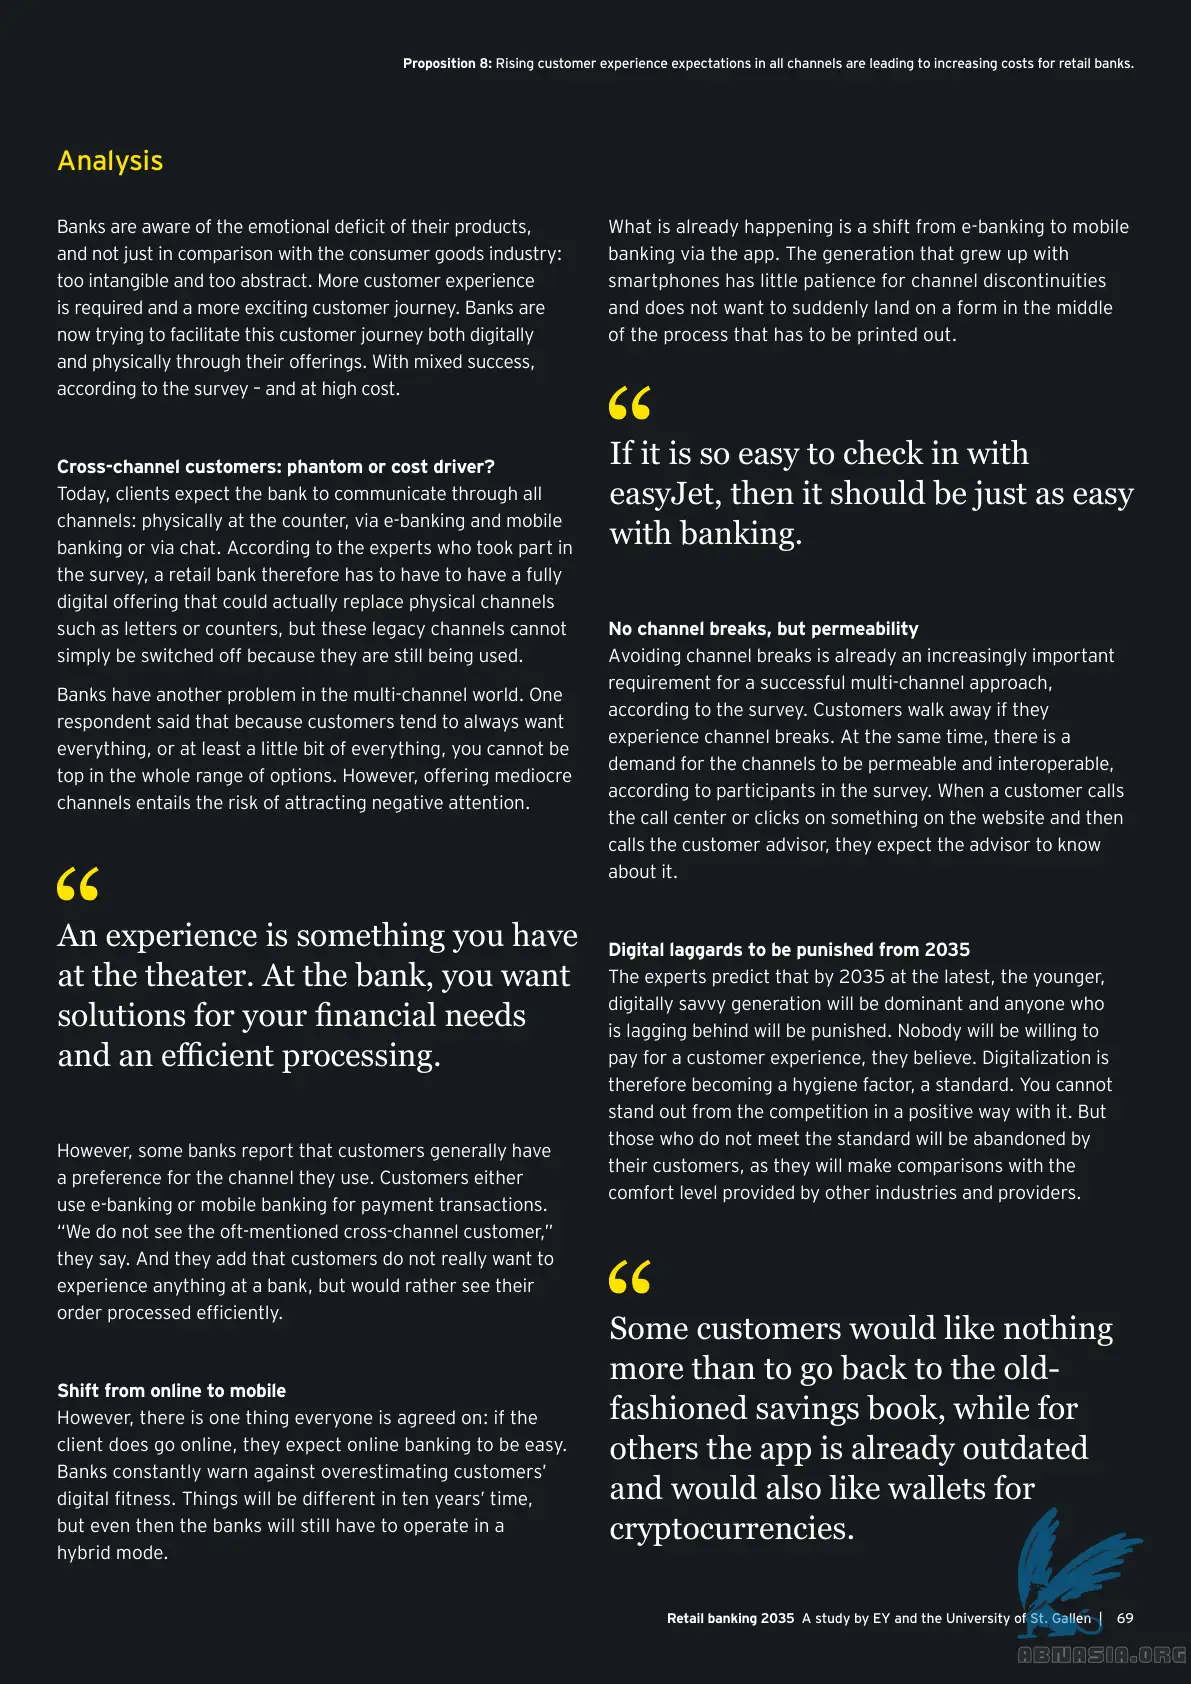 Proposition 8: Rising customer experience expectations in all channels are leading to increasing costs for retail banks.
Analysis
Banks are aware of the emotional deficit of their products,
and not just in comparison with the consumer goods industry:
too intangible and too abstract. More customer experience
is required and a more exciting customer journey. Banks are
now trying to facilitate this customer journey both digitally
and physically through their offerings. With mixed success,
according to the survey – and at high cost.
Cross-channel customers: phantom or cost driver?
Today, clients expect the bank to communicate through all
channels: physically at the counter, via e-banking and mobile
banking or via chat. According to the experts who took part in
the survey, a retail bank therefore has to have to have a fully
digital offering that could actually replace physical channels
such as letters or counters, but these legacy channels cannot
simply be switched off because they are still being used.
Banks have another problem in the multi-channel world. One
respondent said that because customers tend to always want
everything, or at least a little bit of everything, you cannot be
top in the whole range of options. However, offering mediocre
channels entails the risk of attracting negative attention.
“
An experience is something you have
at the theater. At the bank, you want
solutions for your financial needs
and an efficient processing.
However, some banks report that customers generally have
a preference for the channel they use. Customers either
use e-banking or mobile banking for payment transactions.
“We do not see the oft-mentioned cross-channel customer,”
they say. And they add that customers do not really want to
experience anything at a bank, but would rather see their
order processed efficiently.
Shift from online to mobile
However, there is one thing everyone is agreed on: if the
client does go online, they expect online banking to be easy.
Banks constantly warn against overestimating customers’
digital fitness. Things will be different in ten years’ time,
but even then the banks will still have to operate in a
hybrid mode.
What is already happening is a shift from e-banking to mobile
banking via the app. The generation that grew up with
smartphones has little patience for channel discontinuities
and does not want to suddenly land on a form in the middle
of the process that has to be printed out.
“
If it is so easy to check in with
easyJet, then it should be just as easy
with banking.
No channel breaks, but permeability
Avoiding channel breaks is already an increasingly important
requirement for a successful multi-channel approach,
according to the survey. Customers walk away if they
experience channel breaks. At the same time, there is a
demand for the channels to be permeable and interoperable,
according to participants in the survey. When a customer calls
the call center or clicks on something on the website and then
calls the customer advisor, they expect the advisor to know
about it.
Digital laggards to be punished from 2035
The experts predict that by 2035 at the latest, the younger,
digitally savvy generation will be dominant and anyone who
is lagging behind will be punished. Nobody will be willing to
pay for a customer experience, they believe. Digitalization is
therefore becoming a hygiene factor, a standard. You cannot
stand out from the competition in a positive way with it. But
those who do not meet the standard will be abandoned by
their customers, as they will make comparisons with the
comfort level provided by other industries and providers.
“
Some customers would like nothing
more than to go back to the old-
fashioned savings book, while for
others the app is already outdated
and would also like wallets for
cryptocurrencies.
Retail banking 2035 A study by EY and the University of St. Gallen | 69
ABNASIA.ORG